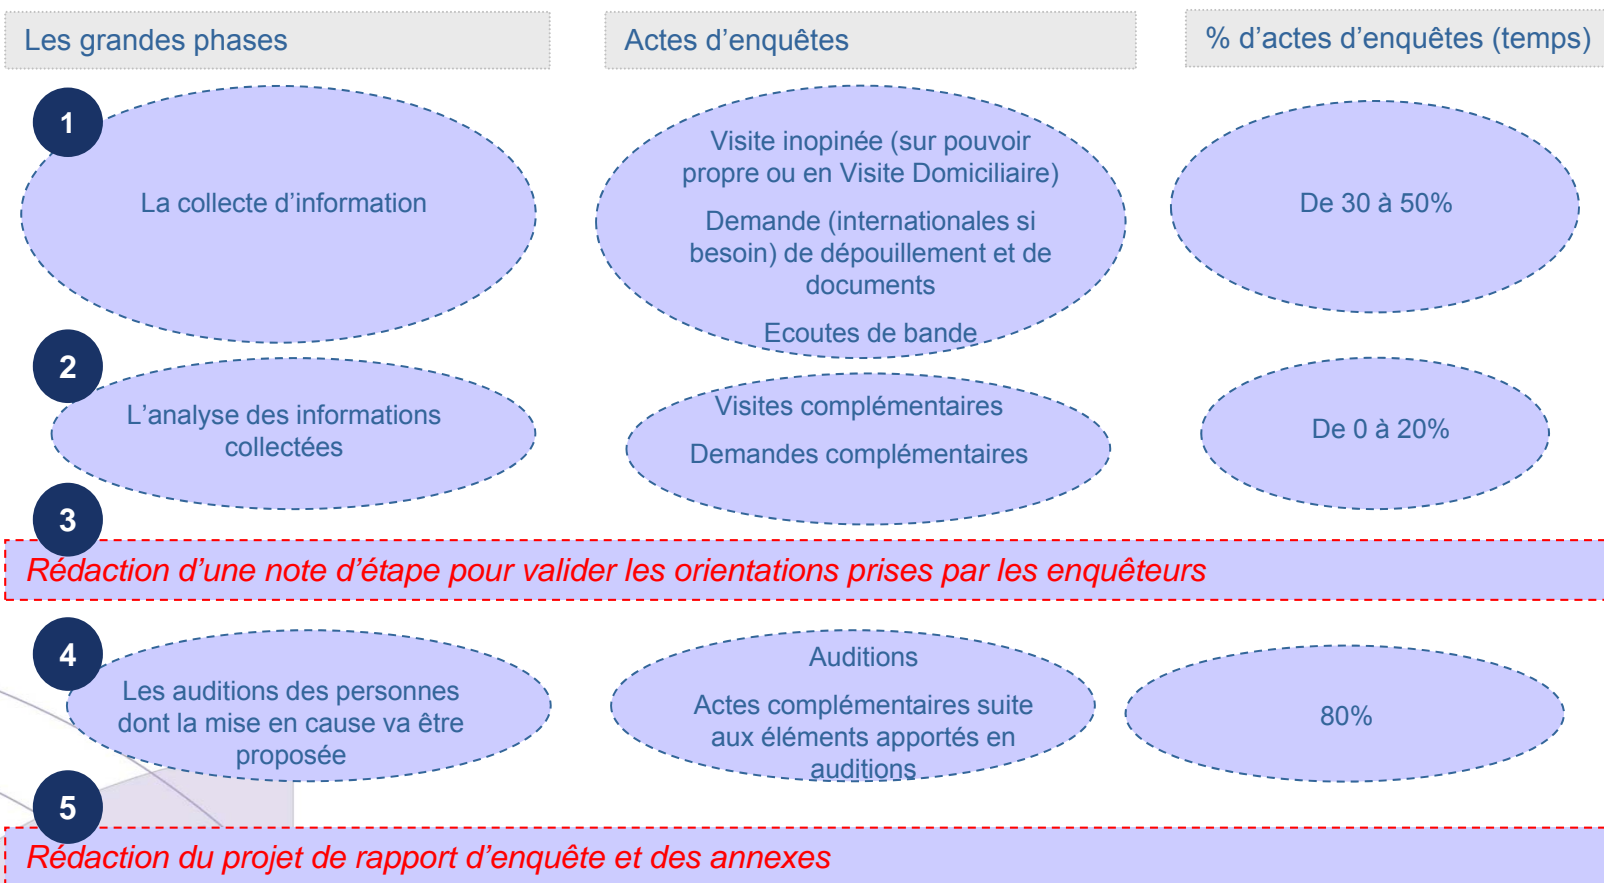 Les grandes phases
Actes d’enquêtes
% d’actes d’enquêtes (temps)
1
La collecte d’information
Visite inopinée (sur pouvoir
propre ou en Visite Domiciliaire)
Demande (internationales si
besoin) de dépouillement et de
documents
Ecoutes de bande
De 30 à 50%
2
L’analyse des informations
collectées
Visites complémentaires
Demandes complémentaires
De 0 à 20%
3
Rédaction d’une note d’étape pour valider les orientations prises par les enquêteurs
4
Les auditions des personnes
dont la mise en cause va être
proposée
Auditions
Actes complémentaires suite
aux éléments apportés en
auditions
80%
5
Rédaction du projet de rapport d’enquête et des annexes